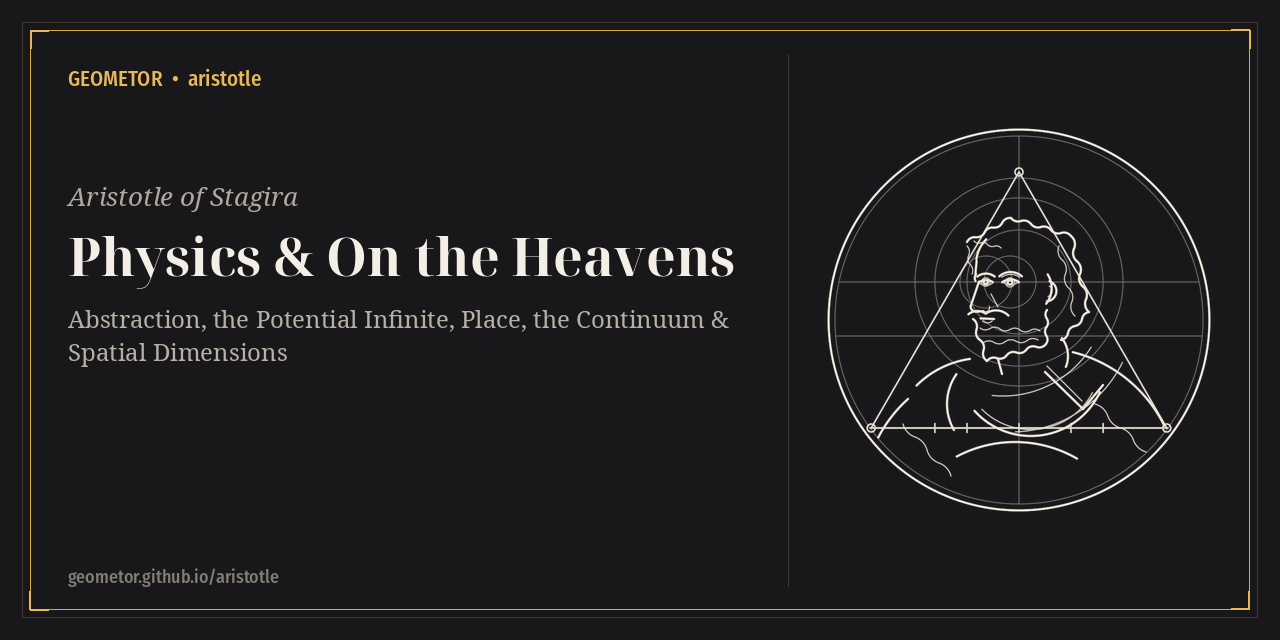 GEOMETOR • aristotle
Aristotle of Stagira
Physics & On the Heavens
Abstraction, the Potential Infinite, Place, the Continuum &
Spatial Dimensions
geometor.github.io/aristotle